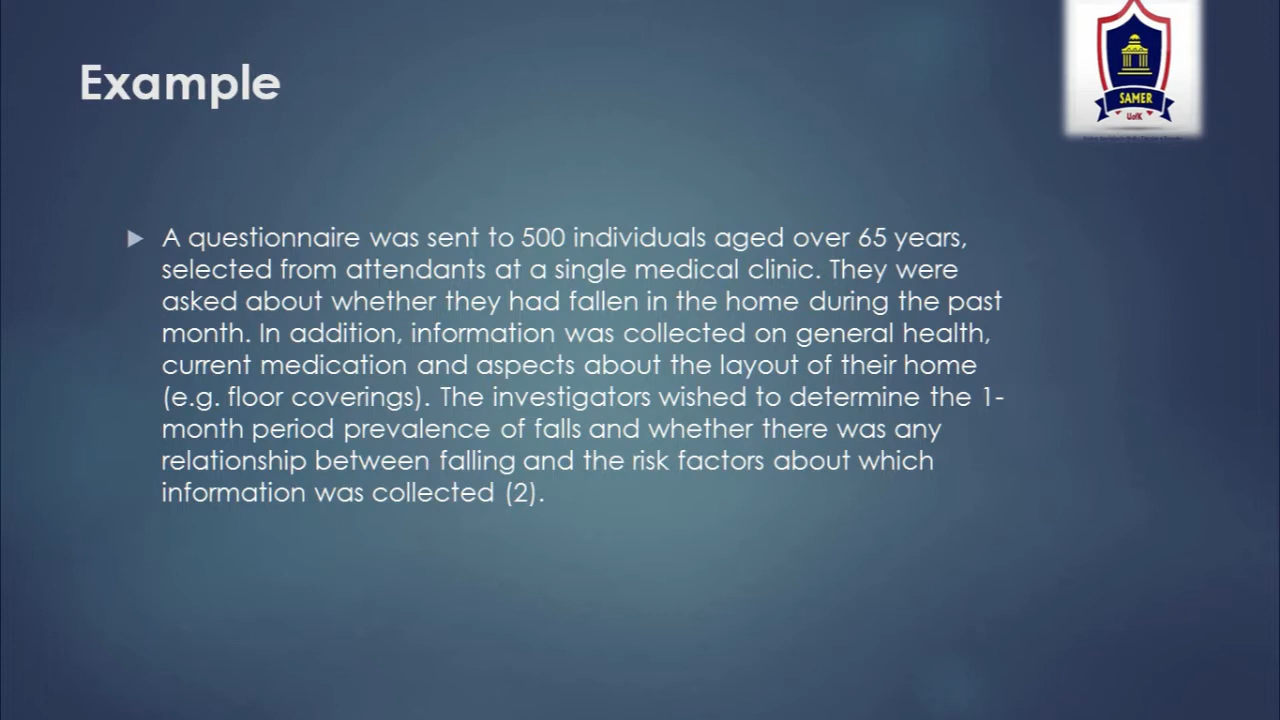 Example
SAMER
UofK
A questionnaire was sent to 500 individuals aged over 65 years,
selected from attendants at a single medical clinic. They were
asked about whether they had fallen in the home during the past
month. In addition, information was collected on general health,
current medication and aspects about the layout of their home
(e.g. floor coverings). The investigators wished to determine the 1-
month period prevalence of falls and whether there was any
relationship between falling and the risk factors about which
information was collected (2).